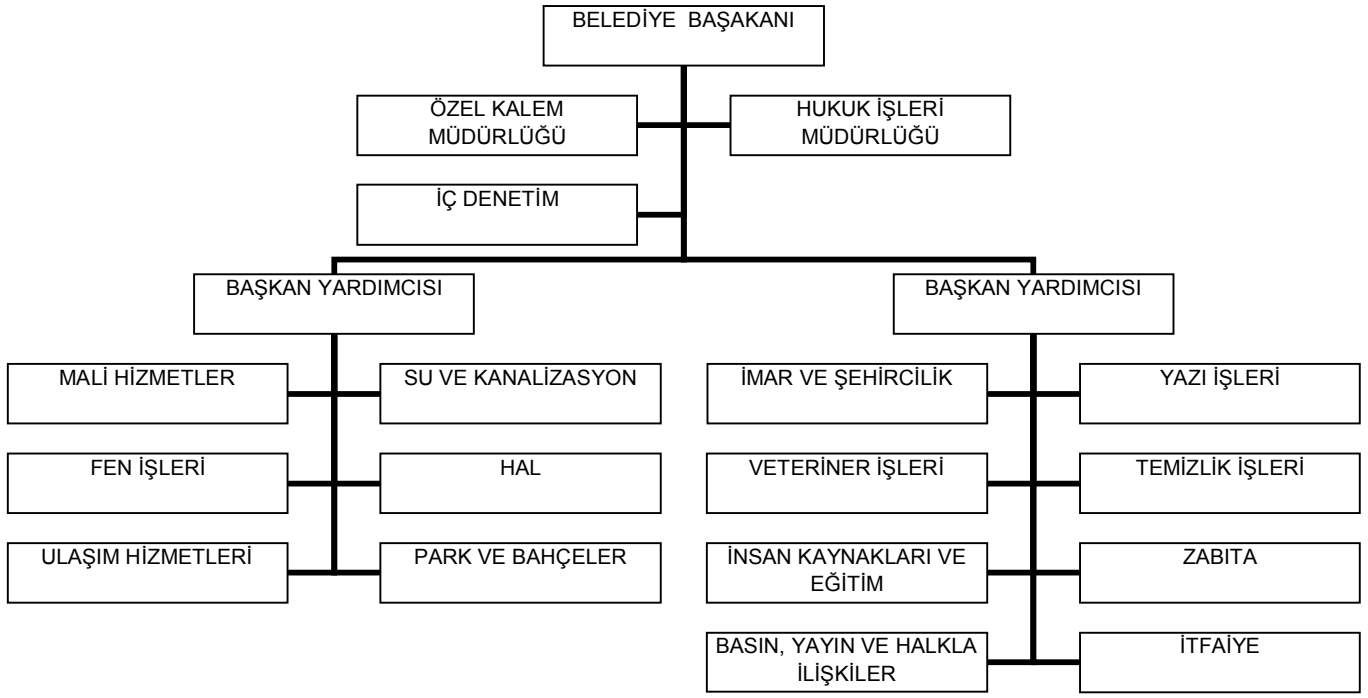 BELEDİYE BAŞAKANI
ÖZEL KALEM
MÜDÜRLÜĞÜ
HUKUK İŞLERİ
MÜDÜRLÜĞÜ
İÇ DENETİM
BAŞKAN YARDIMCISI
BAŞKAN YARDIMCISI
MALİ HİZMETLER
SU VE KANALİZASYON
İMAR VE ŞEHİRCİLİK
YAZI İŞLERİ
FEN İŞLERİ
HAL
VETERİNER İŞLERİ
TEMİZLİK İŞLERİ
ULAŞIM HİZMETLERİ
PARK VE BAHÇELER
İNSAN KAYNAKLARI VE
EĞİTİM
ZABITA
BASIN, YAYIN VE HALKLA
İLİŞKİLER
İTFAİYE